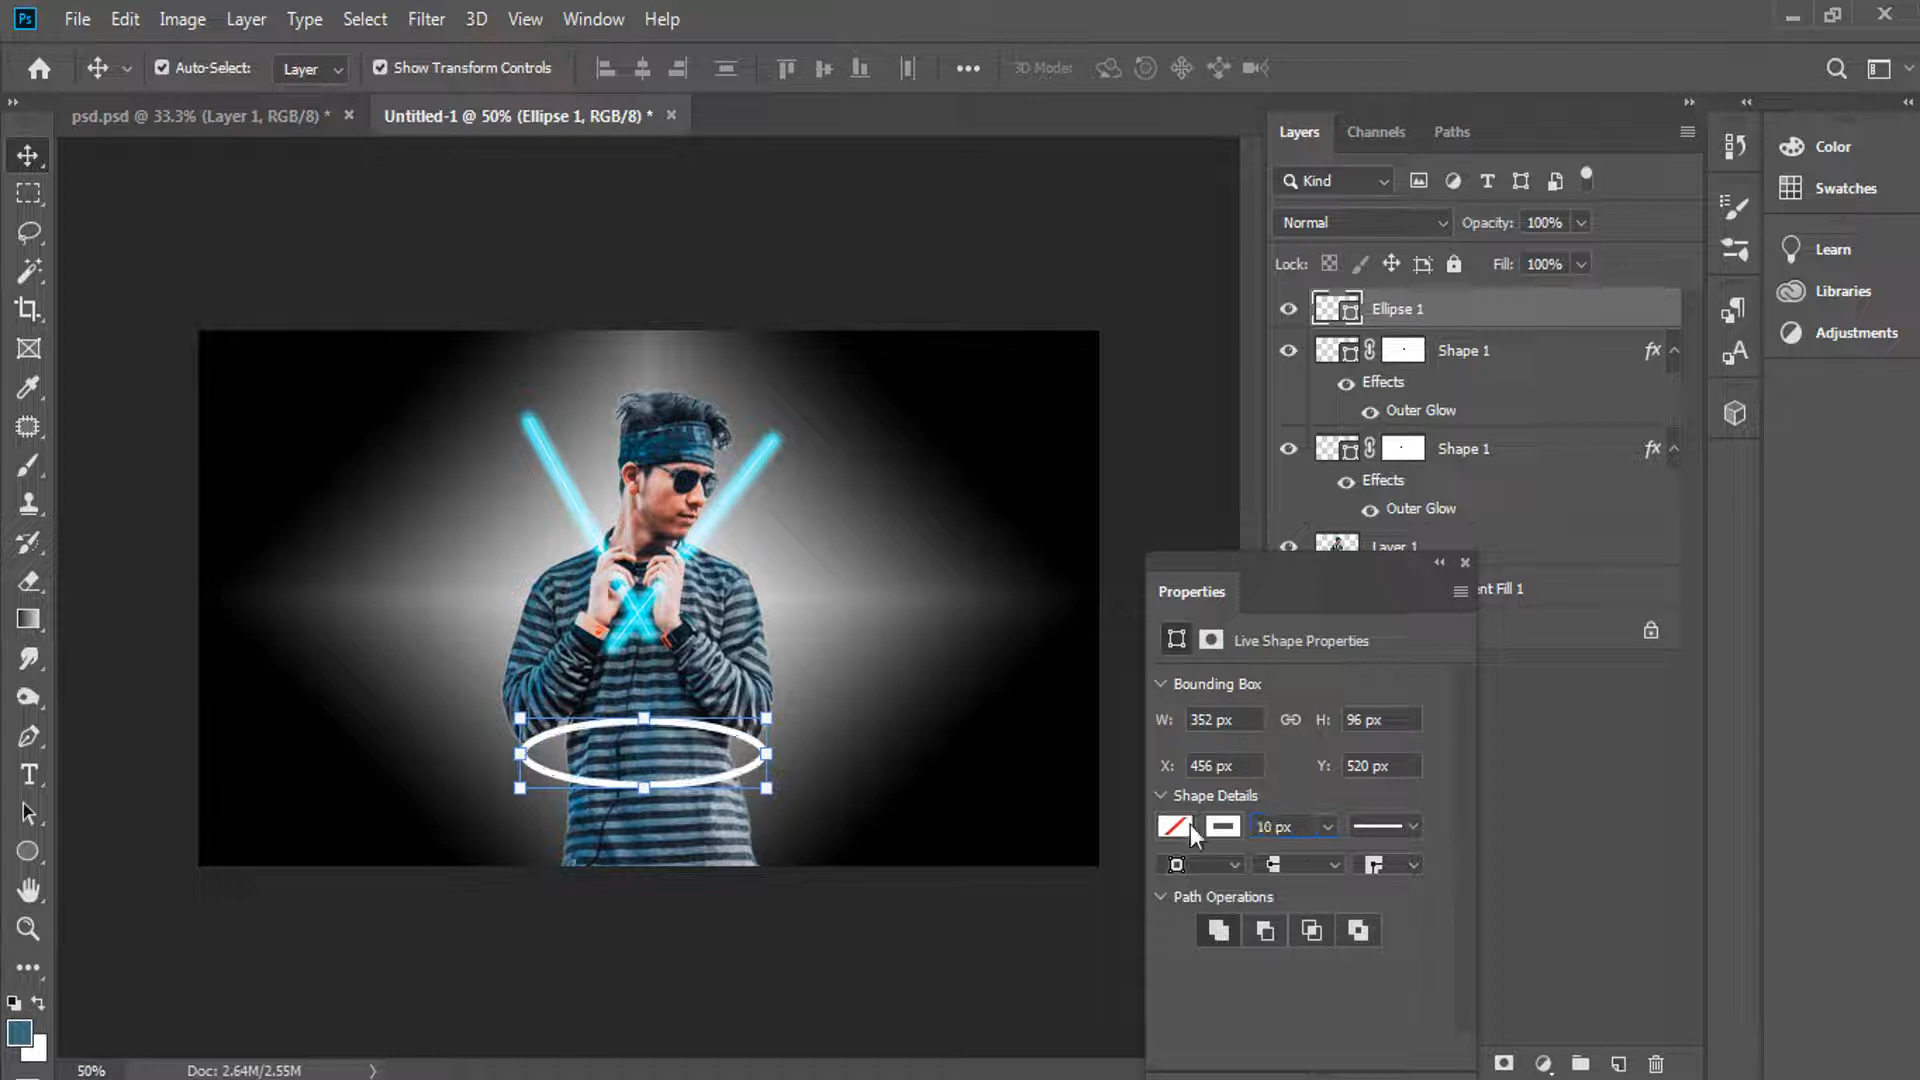 Ps File Edit Image Layer Type Select Filter 3D View Window Help
Auto-Select: Layer Show Transform Controls 3D Mode:
psd.psd @ 33.3% (Layer 1, RGB/8) * Untitled-1 @ 50% (Ellipse 1, RGB/8) *
Layers Channels Paths
Kind
Normal Opacity: 100%
Lock: Fill: 100%
Ellipse 1
Shape 1 fx
Effects
Outer Glow
Shape 1 fx
Effects
Outer Glow
Layer 1
ent Fill 1
Color
Swatches
Learn
Libraries
Adjustments
Properties
Live Shape Properties
Bounding Box
W: 352 px H: 96 px
X: 456 px Y: 520 px
Shape Details
10 px
Path Operations
50% Doc: 2.64M/2.55M